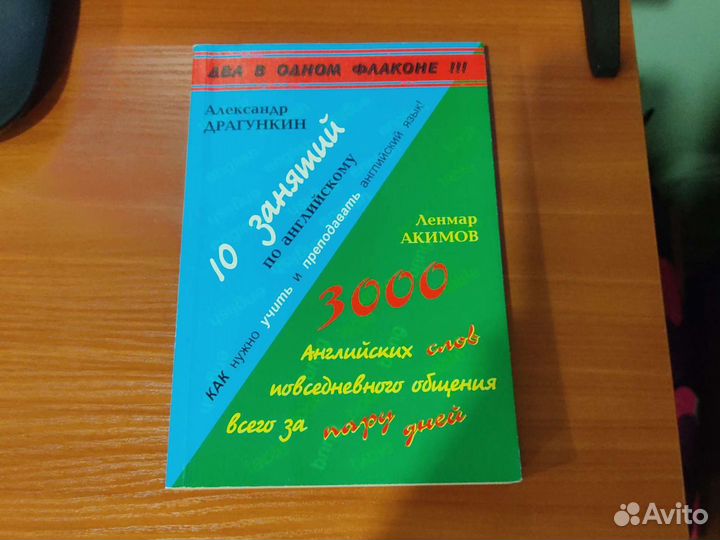 ДВА В ОДНОМ ФЛАКОНЕ !!!
Александр
ДРАГУНКИН
10 занятий
по английскому
КАК нужно учить и преподавать английский язык!
Ленмар
АКИМОВ
3000
Английских слов
повседневного общения
всего за пару дней
Avito